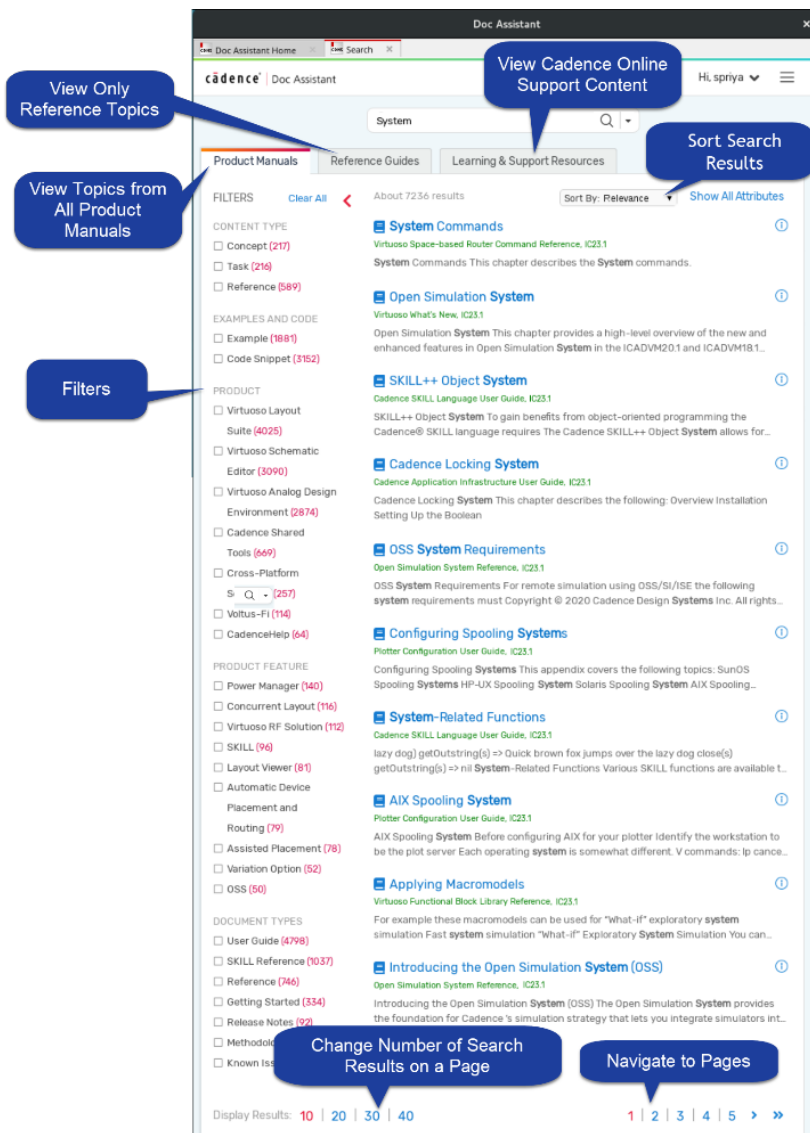 Doc Assistant
Doc Assistant Home
Search
View Only
Reference Topics
cādence® | Doc Assistant
View Cadence Online
Support Content
Hi, spriya
System
Sort Search
Results
Product Manuals
Reference Guides
Learning & Support Resources
View Topics from
All Product
Manuals
FILTERS
Clear All
About 7236 results
Sort By: Relevance
Show All Attributes
CONTENT TYPE
Concept (217)
Task (216)
Reference (589)
EXAMPLES AND CODE
Example (1881)
Code Snippet (3152)
Filters
PRODUCT
Virtuoso Layout
Suite (4025)
Virtuoso Schematic
Editor (3090)
Virtuoso Analog Design
Environment (2874)
Cadence Shared
Tools (669)
Cross-Platform
(257)
Voltus-Fi (114)
CadenceHelp (64)
PRODUCT FEATURE
Power Manager (140)
Concurrent Layout (116)
Virtuoso RF Solution (112)
SKILL (96)
Layout Viewer (81)
Automatic Device
Placement and
Routing (79)
Assisted Placement (78)
Variation Option (52)
OSS (50)
DOCUMENT TYPES
User Guide (4798)
SKILL Reference (1037)
Reference (746)
Getting Started (334)
Release Notes (92)
System Commands
Virtuoso Space-based Router Command Reference, IC23.1
System Commands This chapter describes the System commands.
Open Simulation System
Virtuoso What's New, IC23.1
Open Simulation System This chapter provides a high-level overview of the new and
enhanced features in Open Simulation System in the ICADVM20.1 and ICADVM18.1...
SKILL++ Object System
Cadence SKILL Language User Guide, IC23.1
SKILL++ Object System To gain benefits from object-oriented programming the
Cadence® SKILL language requires The Cadence SKILL++ Object System allows for...
Cadence Locking System
Cadence Application Infrastructure User Guide, IC23.1
Cadence Locking System This chapter describes the following: Overview Installation
Setting Up the Boolean
OSS System Requirements
Open Simulation System Reference, IC23.1
OSS System Requirements For remote simulation using OSS/SI/ISE the following
system requirements must Copyright © 2020 Cadence Design Systems Inc. All rights...
Configuring Spooling Systems
Plotter Configuration User Guide, IC23.1
Configuring Spooling Systems This appendix covers the following topics: SunOS
Spooling Systems HP-UX Spooling System Solaris Spooling System AIX Spooling...
System-Related Functions
Cadence SKILL Language User Guide, IC23.1
lazy dog) getOutstring(s) => Quick brown fox jumps over the lazy dog close(s)
getOutstring(s) => nil System-Related Functions Various SKILL functions are available t...
AIX Spooling System
Plotter Configuration User Guide, IC23.1
AIX Spooling System Before configuring AIX for your plotter Identify the workstation to
be the plot server Each operating system is somewhat different. V commands: lp cance...
Applying Macromodels
Virtuoso Functional Block Library Reference, IC23.1
For example these macromodels can be used for "What-if" exploratory system
simulation Fast system simulation "What-if" Exploratory System Simulation You can...
Introducing the Open Simulation System (OSS)
Open Simulation System Reference, IC23.1
Introducing the Open Simulation System (OSS) The Open Simulation System provides
the foundation for Cadence 's simulation strategy that lets you integrate simulators int...
Change Number of Search
Results on a Page
Navigate to Pages
Display Results: 10 | 20 | 30 | 40
1 | 2 | 3 | 4 | 5 > »